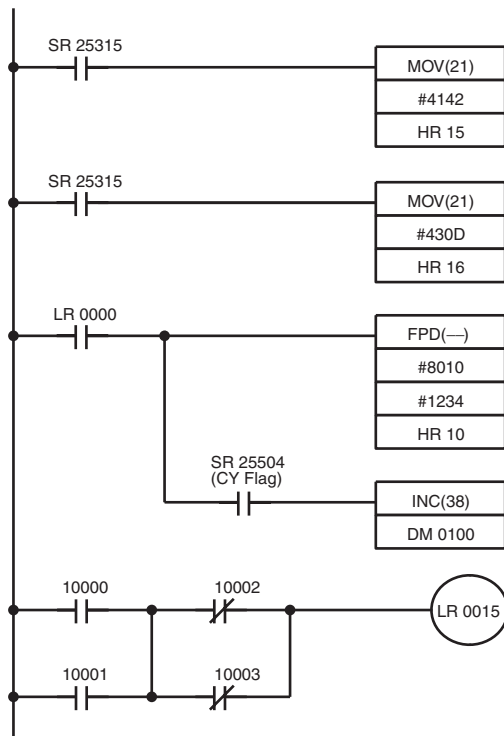 SR 25315
MOV(21)
#4142
HR 15
SR 25315
MOV(21)
#430D
HR 16
LR 0000
FPD(––)
#8010
#1234
HR 10
SR 25504
(CY Flag)
INC(38)
DM 0100
10000
10002
LR 0015
10001
10003